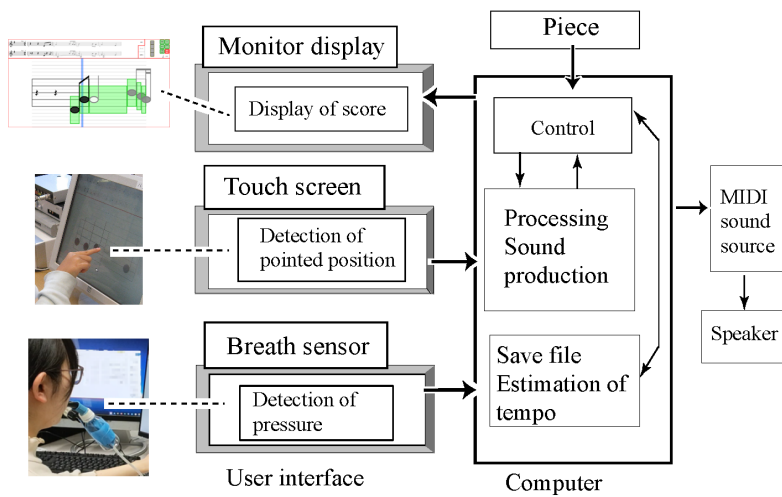 Monitor display
Piece
Display of score
Control
Touch screen
Detection of
pointed position
Processing
Sound
production
MIDI
sound
source
Speaker
Breath sensor
Detection of
pressure
Save file
Estimation of
tempo
User interface
Computer